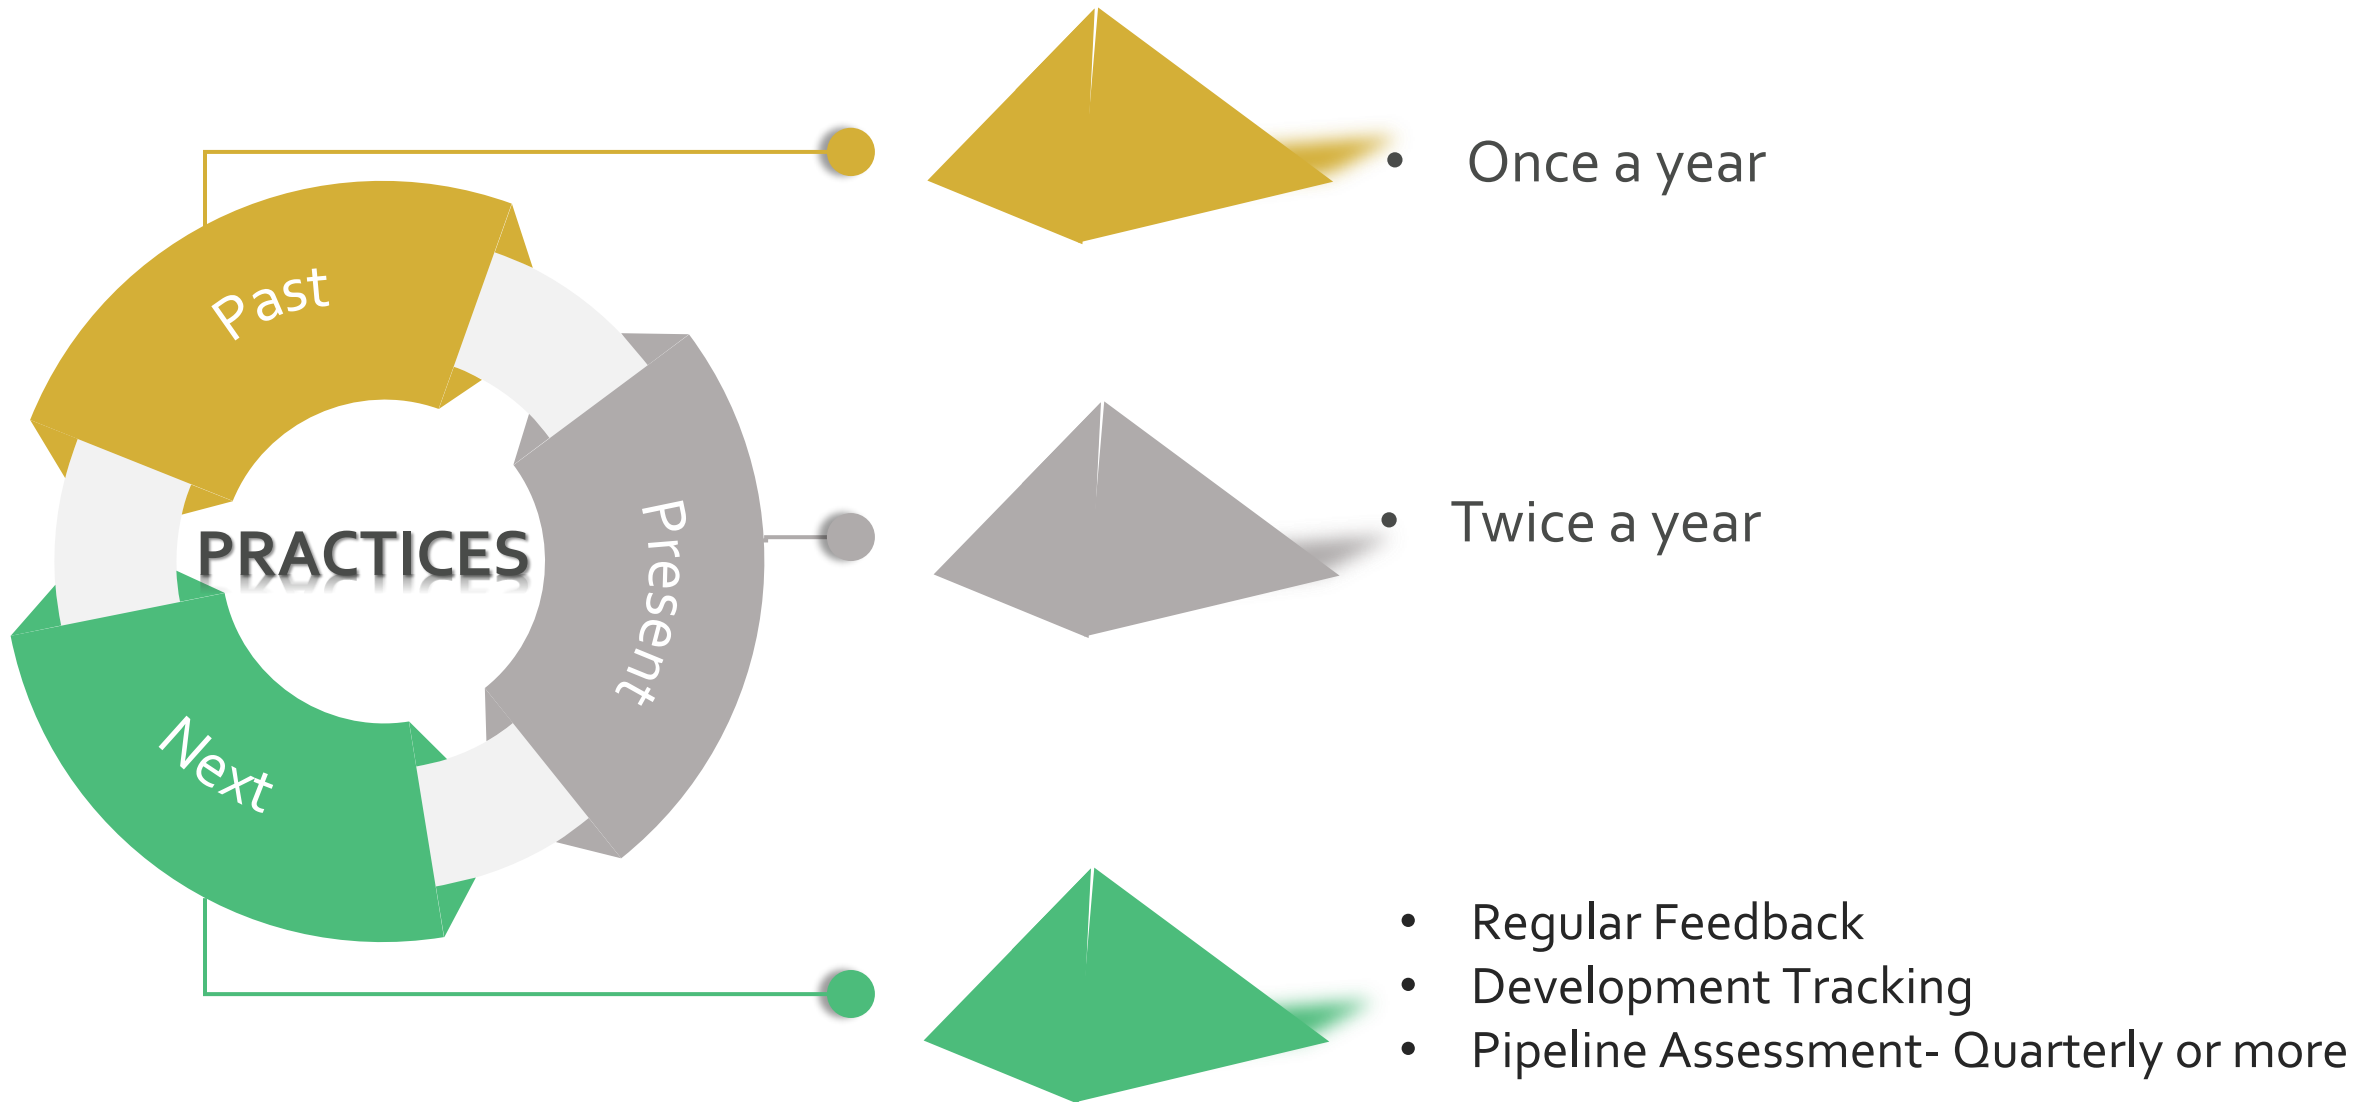 Past
• Once a year
PRACTICES
Present
• Twice a year
Next
• Regular Feedback
• Development Tracking
• Pipeline Assessment- Quarterly or more